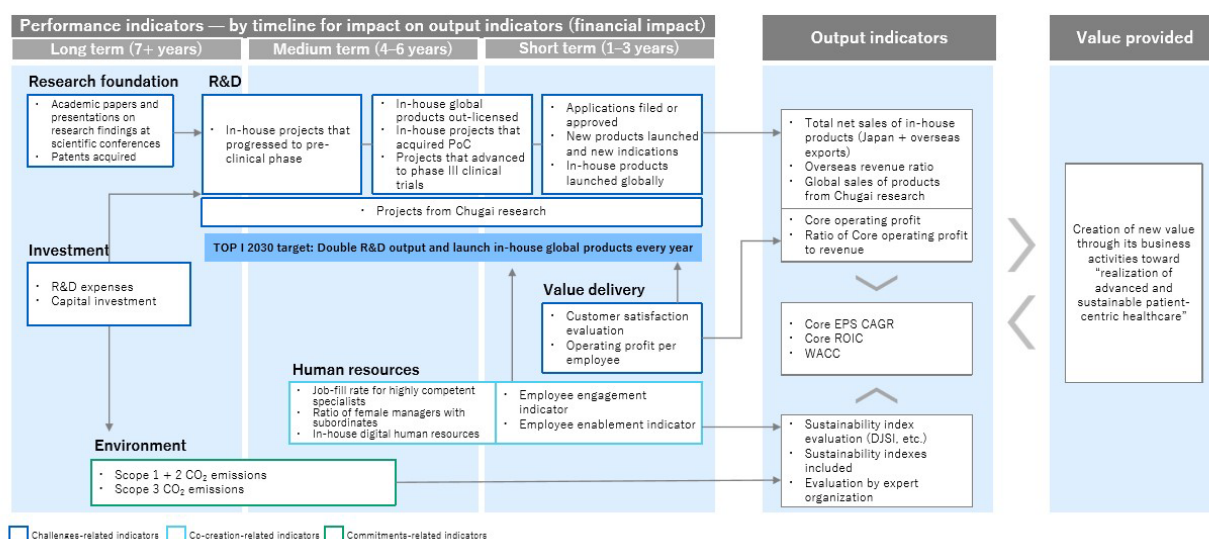 Performance indicators — by timeline for impact on output indicators (financial impact)
Long term (7+ years)
Medium term (4–6 years)
Short term (1–3 years)
Output indicators
Value provided
Research foundation
• Academic papers and
presentations on
research findings at
scientific conferences
• Patents acquired
R&D
• In-house projects that
progressed to pre-
clinical phase
• In-house global
products out-licensed
• In-house projects that
acquired PoC
• Projects that advanced
to phase III clinical
trials
• Applications filed or
approved
• New products launched
and new indications
• In-house products
launched globally
• Projects from Chugai research
TOP I 2030 target: Double R&D output and launch in-house global products every year
Investment
• R&D expenses
• Capital investment
Value delivery
• Customer satisfaction
evaluation
• Operating profit per
employee
Human resources
• Job-fill rate for highly competent
specialists
• Ratio of female managers with
subordinates
• In-house digital human resources
• Employee engagement
indicator
• Employee enablement indicator
Environment
• Scope 1 + 2 CO₂ emissions
• Scope 3 CO₂ emissions
• Total net sales of in-house
products (Japan + overseas
exports)
• Overseas revenue ratio
• Global sales of products
from Chugai research
• Core operating profit
• Ratio of Core operating profit
to revenue
• Core EPS CAGR
• Core ROIC
• WACC
• Sustainability index
evaluation (DJSI, etc.)
• Sustainability indexes
included
• Evaluation by expert
organization
Creation of new value
through its business
activities toward
“realization of
advanced and
sustainable patient-
centric healthcare”
Challenges-related indicators
Co-creation-related indicators
Commitments-related indicators